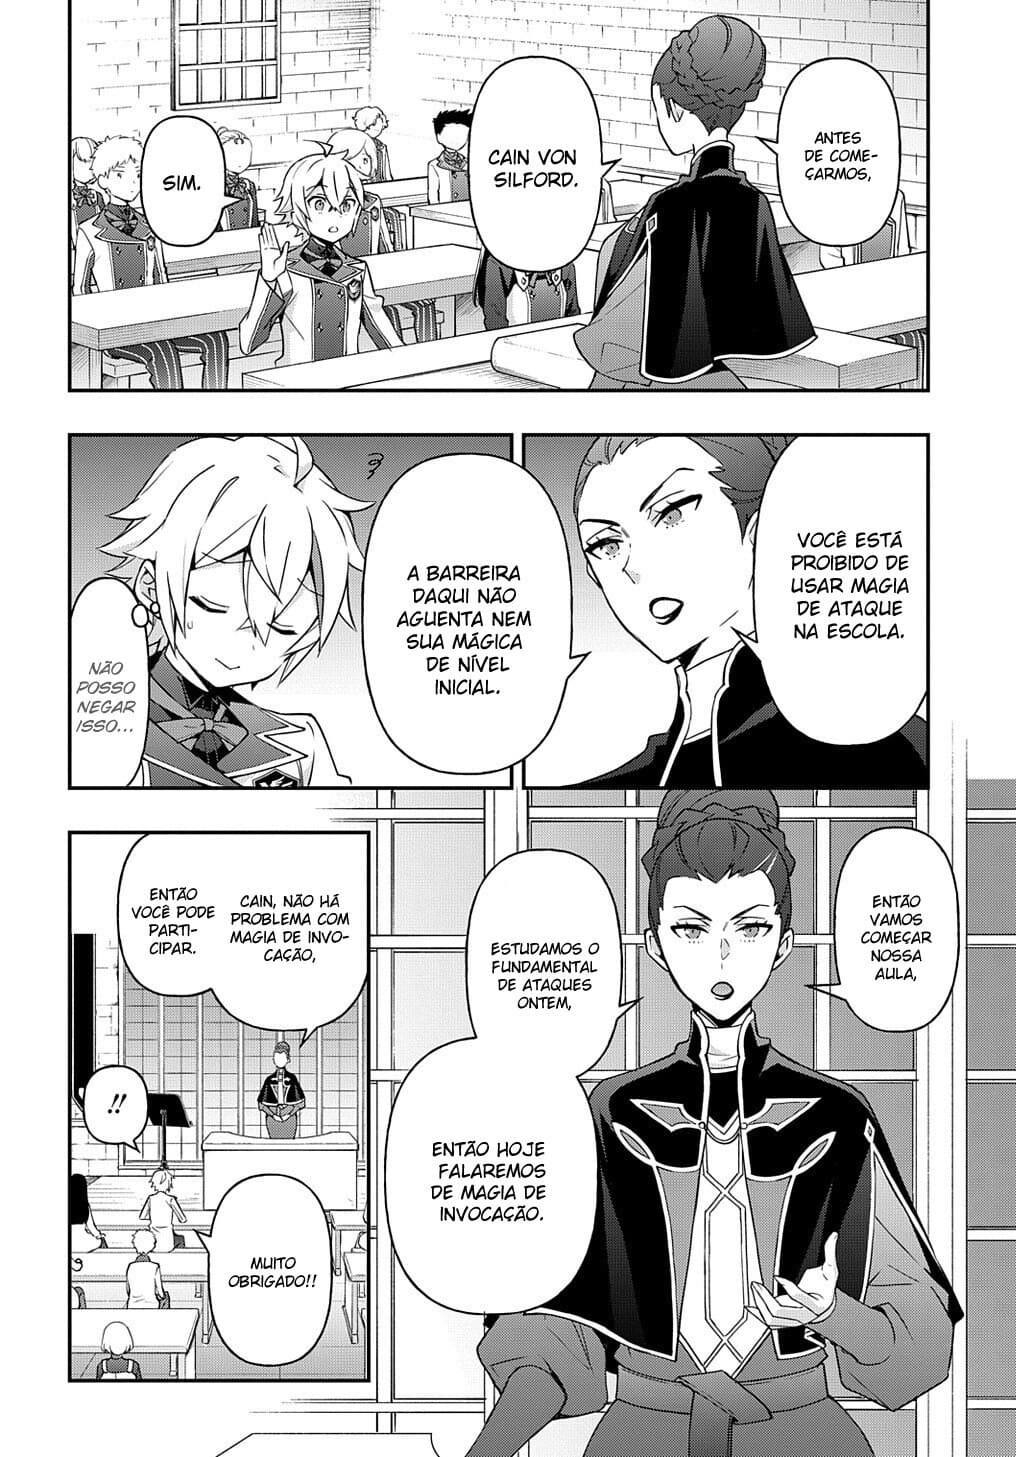 ANTES
DE COME-
ÇARMOS,
CAIN VON
SILFORD.
SIM.
VOCÊ ESTÁ
PROIBIDO DE
USAR MAGIA
DE ATAQUE
NA ESCOLA.
A BARREIRA
DAQUI NÃO
AGUENTA NEM
SUA MÁGICA
DE NÍVEL
INICIAL.
NÃO
POSSO
NEGAR
ISSO...
ENTÃO
VAMOS
COMEÇAR
NOSSA
AULA,
ESTUDAMOS O
FUNDAMENTAL
DE ATAQUES
ONTEM,
ENTÃO HOJE
FALAREMOS
DE MAGIA DE
INVOCAÇÃO.
CAIN, NÃO HÁ
PROBLEMA COM
MAGIA DE INVO-
CAÇÃO,
ENTÃO
VOCÊ PODE
PARTI-
CIPAR.
!!
MUITO
OBRIGADO!!